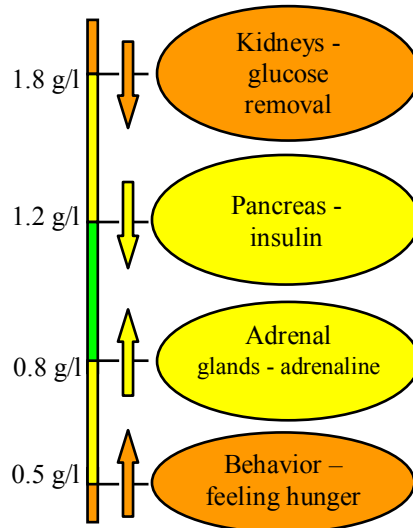 1.8 g/l
Kidneys -
glucose
removal
1.2 g/l
Pancreas -
insulin
0.8 g/l
Adrenal
glands - adrenaline
0.5 g/l
Behavior –
feeling hunger